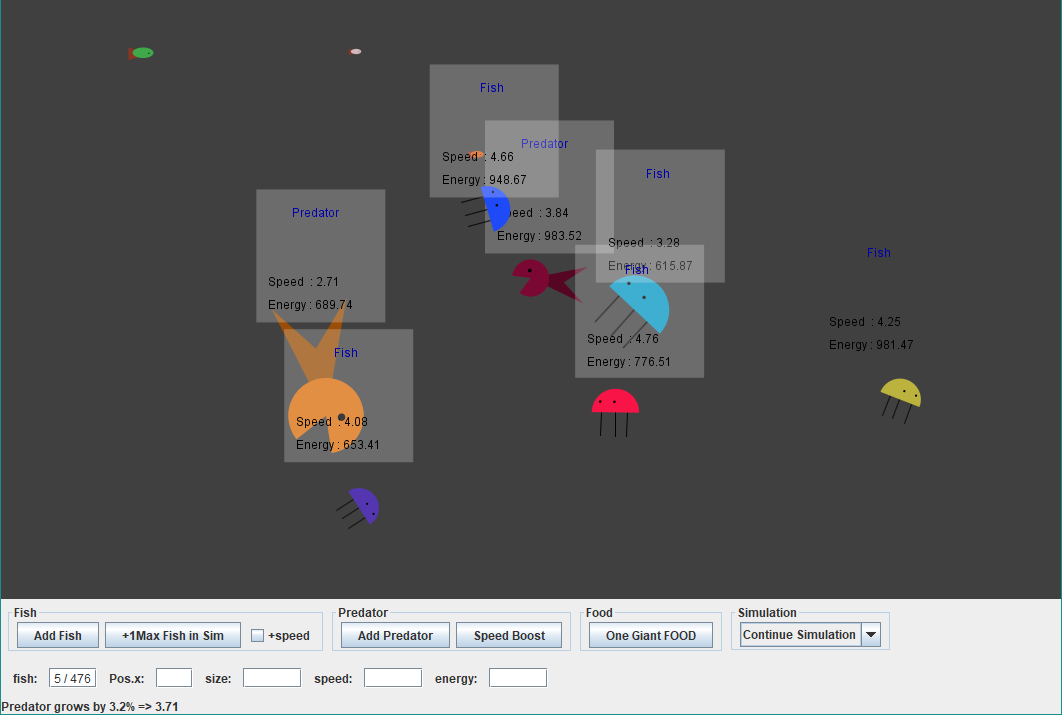 Fish
Speed : 4.66
Energy : 948.67
Predator
peed : 3.84
Energy : 983.52
Fish
Speed : 3.28
Energy : 615.87
Predator
Speed : 2.71
Energy : 689.74
Fish
Speed : 4.25
Energy : 981.47
Fish
Speed : 4.76
Energy : 776.51
Fish
Speed : 4.08
Energy : 653.41
Fish Predator Food Simulation
Add Fish +1Max Fish in Sim +speed Add Predator Speed Boost One Giant FOOD Continue Simulation
fish: 5 / 476 Pos.x: size: speed: energy:
Predator grows by 3.2% => 3.71